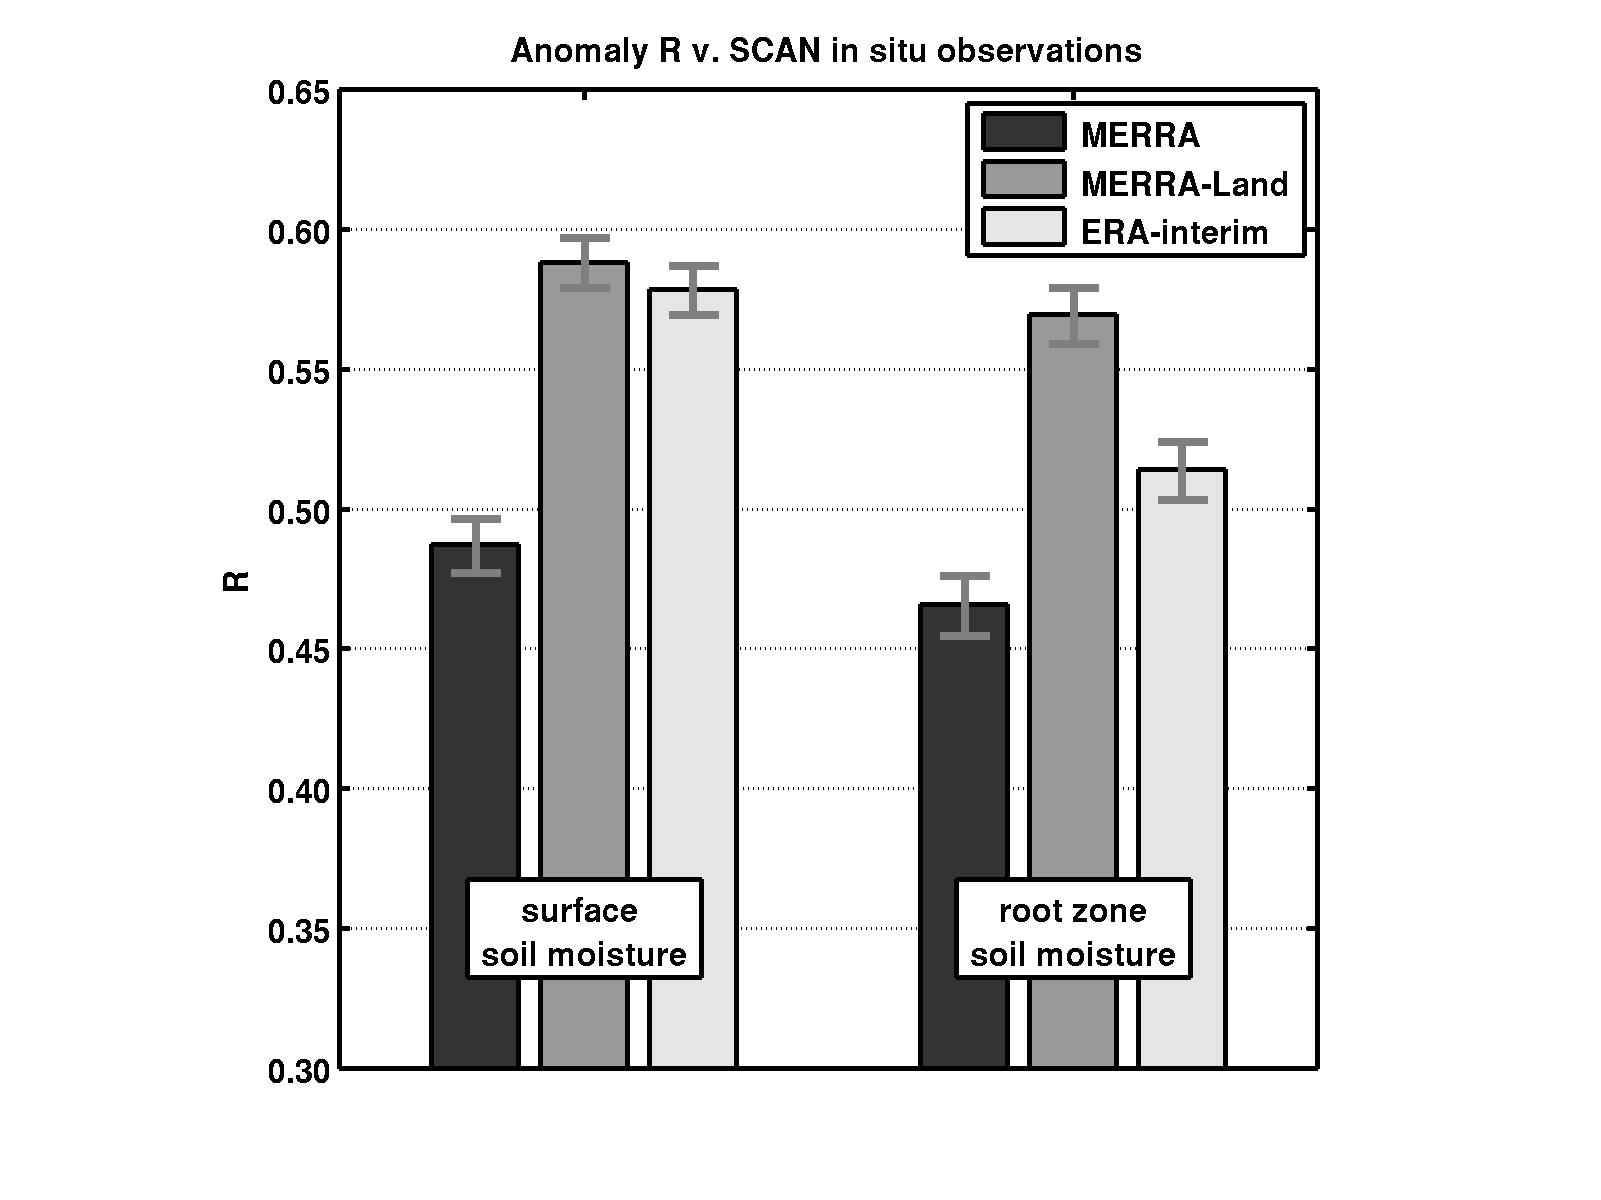 Anomaly R v. SCAN in situ observations
0.65
0.60
0.55
0.50
0.45
0.40
0.35
0.30
R
MERRA
MERRA-Land
ERA-interim
surface
soil moisture
root zone
soil moisture